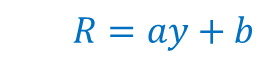 R = ay + b